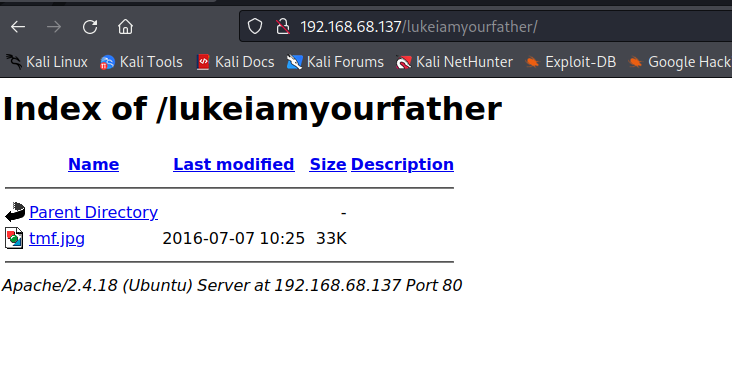 192.168.68.137/lukeiamyourfather/
Kali Linux Kali Tools Kali Docs Kali Forums Kali NetHunter Exploit-DB Google Hack
Index of /lukeiamyourfather
Name Last modified Size Description
Parent Directory -
tmf.jpg 2016-07-07 10:25 33K
Apache/2.4.18 (Ubuntu) Server at 192.168.68.137 Port 80